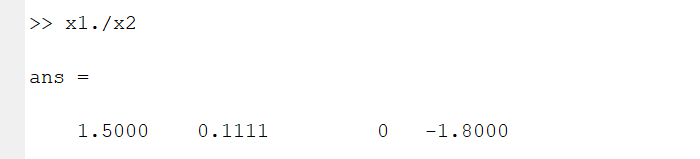 >> x1./x2
ans =
1.5000 0.1111 0 -1.8000